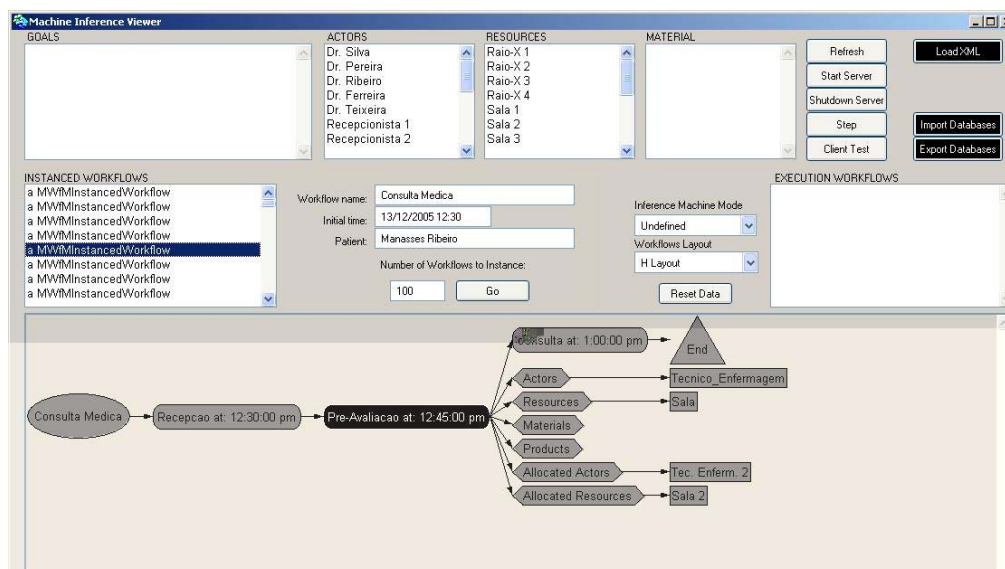 Machine Inference Viewer
GOALS
ACTORS
Dr. Silva
Dr. Pereira
Dr. Ribeiro
Dr. Ferreira
Dr. Teixeira
Recepcionista 1
Recepcionista 2
RESOURCES
Raio-X 1
Raio-X 2
Raio-X 3
Raio-X 4
Sala 1
Sala 2
Sala 3
MATERIAL
Refresh
Start Server
Shutdown Server
Step
Client Test
Load XML
Import Databases
Export Databases
INSTANCED WORKFLOWS
a MWfMInstancedWorkflow
a MWfMInstancedWorkflow
a MWfMInstancedWorkflow
a MWfMInstancedWorkflow
a MWfMInstancedWorkflow
a MWfMInstancedWorkflow
a MWfMInstancedWorkflow
a MWfMInstancedWorkflow
Workflow name: Consulta Medica
Initial time: 13/12/2005 12:30
Patient: Manasses Ribeiro
Number of Workflows to Instance:
100 Go
Inference Machine Mode
Undefined
Workflows Layout
H Layout
Reset Data
EXECUTION WORKFLOWS
Consulta Medica
Recepcao at: 12:30:00 pm
Pre-Avaliacao at: 12:45:00 pm
Consulta at: 1:00:00 pm
End
Actors
Tecnico_Enfermagem
Resources
Sala
Materials
Products
Allocated Actors
Tec. Enferm. 2
Allocated Resources
Sala 2